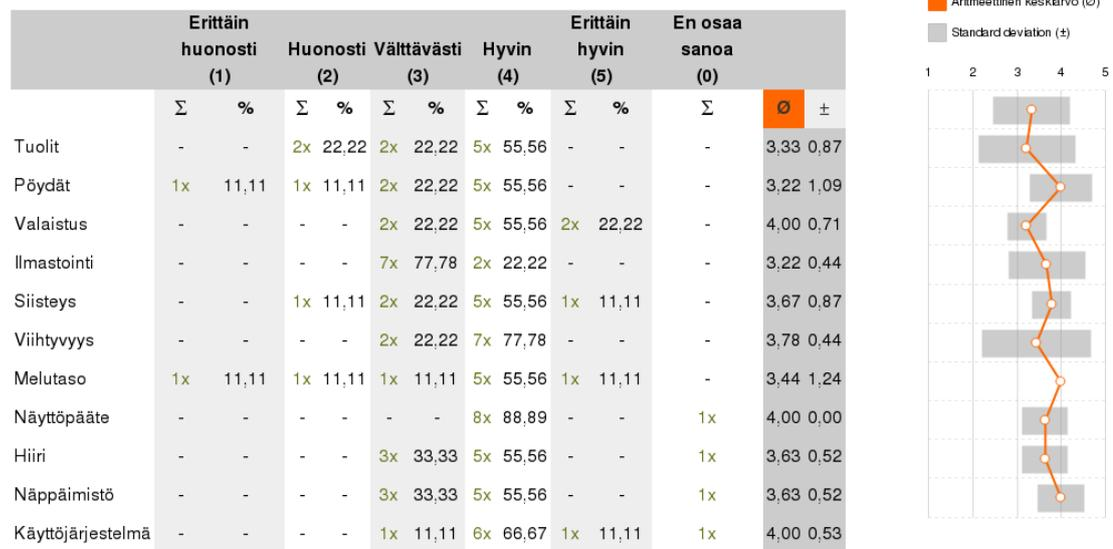 Aritmeettinen keskiarvo (Ø)
Standard deviation (±)
Erittäin huonosti (1) Huonosti (2) Välttävästi (3) Hyvin (4) Erittäin hyvin (5) En osaa sanoa (0)
Σ % Σ % Σ % Σ % Σ % Σ Ø ±
Tuolit - - 2x 22,22 2x 22,22 5x 55,56 - - - 3,33 0,87
Pöydät 1x 11,11 1x 11,11 2x 22,22 5x 55,56 - - - 3,22 1,09
Valaistus - - - - 2x 22,22 5x 55,56 2x 22,22 - 4,00 0,71
Ilmastointi - - - - 7x 77,78 2x 22,22 - - - 3,22 0,44
Siisteys - - 1x 11,11 2x 22,22 5x 55,56 1x 11,11 - 3,67 0,87
Viihtyvyys - - - - 2x 22,22 7x 77,78 - - - 3,78 0,44
Melutaso 1x 11,11 1x 11,11 1x 11,11 5x 55,56 1x 11,11 - 3,44 1,24
Näyttöpääte - - - - - - 8x 88,89 - - 1x 4,00 0,00
Hiiri - - - - 3x 33,33 5x 55,56 - - 1x 3,63 0,52
Näppäimistö - - - - 3x 33,33 5x 55,56 - - 1x 3,63 0,52
Käyttöjärjestelmä - - - - 1x 11,11 6x 66,67 1x 11,11 1x 4,00 0,53
1 2 3 4 5